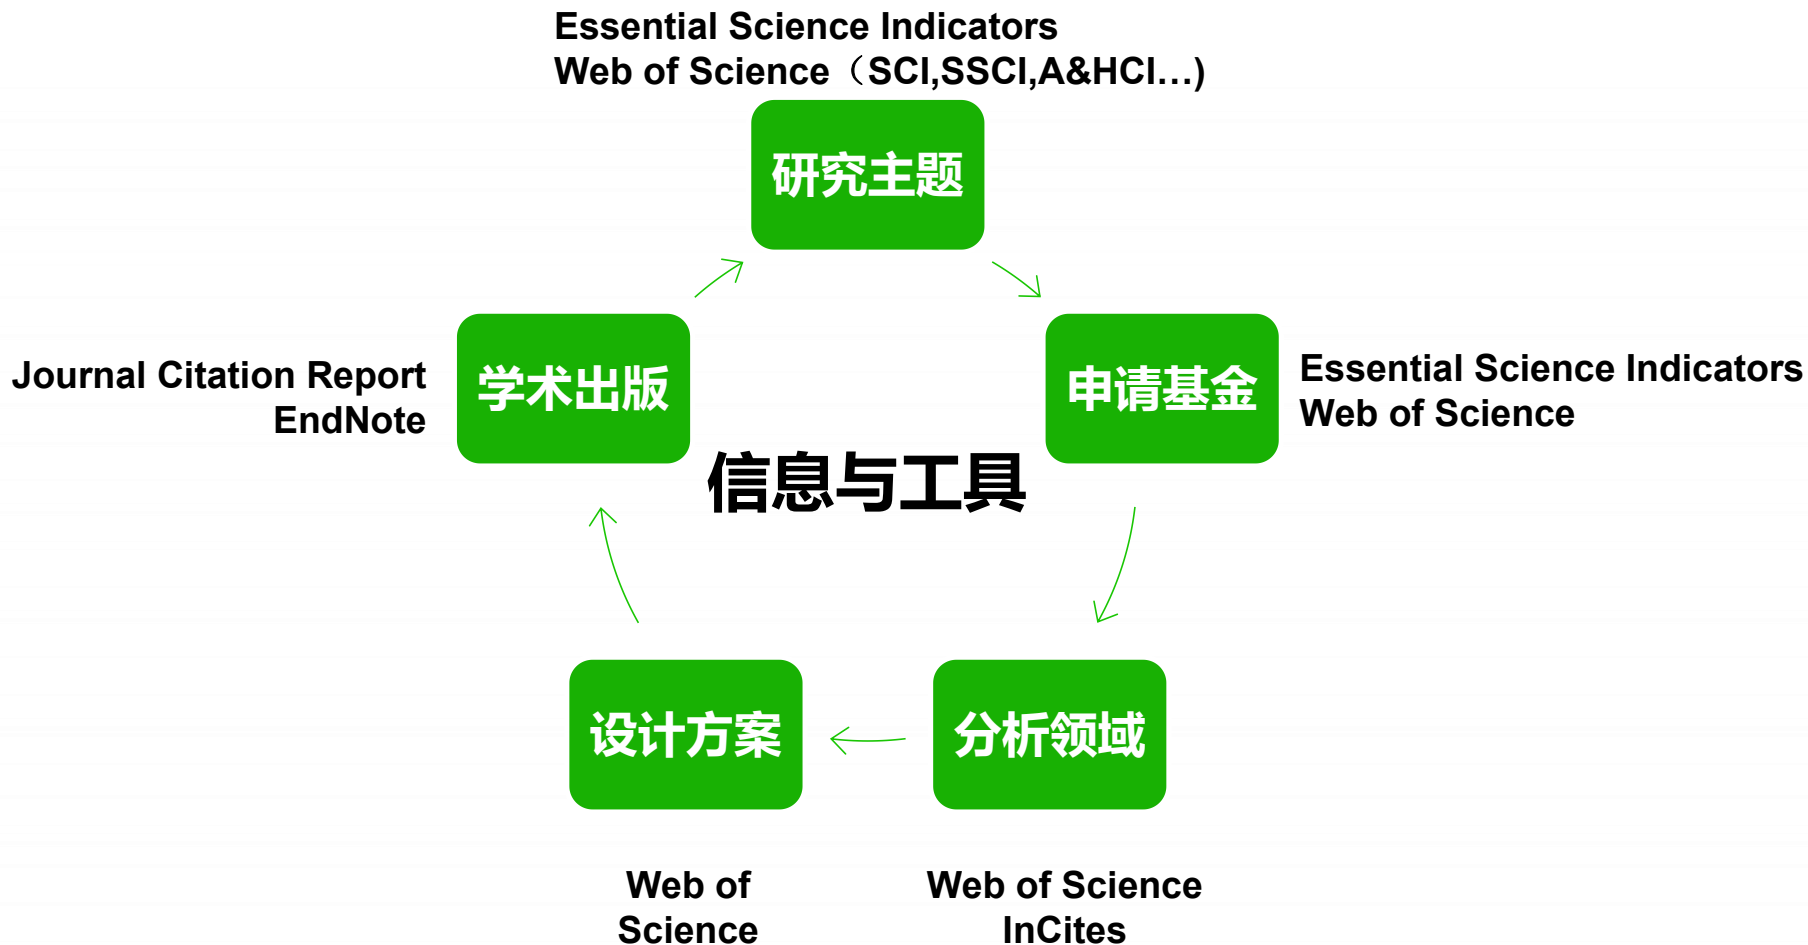 Essential Science Indicators
Web of Science（SCI,SSCI,A&HCI…)
研究主题
学术出版
Journal Citation Report
EndNote
申请基金
Essential Science Indicators
Web of Science
信息与工具
设计方案
分析领域
Web of
Science
Web of Science
InCites